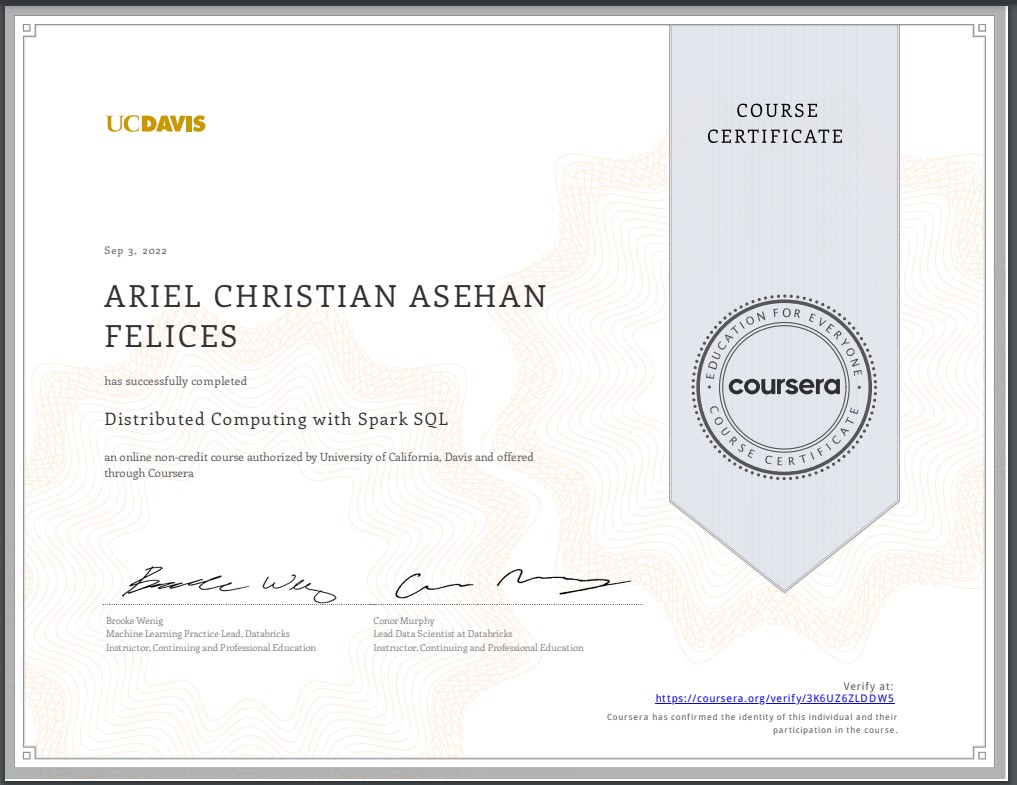 UCDAVIS
COURSE
CERTIFICATE
Sep 3, 2022
ARIEL CHRISTIAN ASEHAN
FELICES
has successfully completed
Distributed Computing with Spark SQL
an online non-credit course authorized by University of California, Davis and offered
through Coursera
EDUCATION FOR EVERYONE
coursera
COURSE CERTIFICATE
Brooke Wenig
Machine Learning Practice Lead, Databricks
Instructor, Continuing and Professional Education
Conor Murphy
Lead Data Scientist at Databricks
Instructor, Continuing and Professional Education
Verify at:
https://coursera.org/verify/3K6UZ6ZLDDW5
Coursera has confirmed the identity of this individual and their
participation in the course.